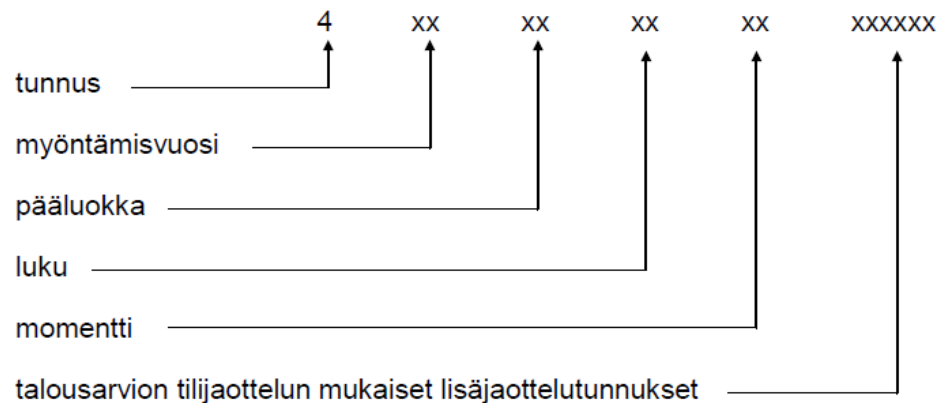 4 xx xx xx xx xxxxxx
tunnus
myöntämisvuosi
pääluokka
luku
momentti
talousarvion tilijaottelun mukaiset lisäjaottelutunnukset